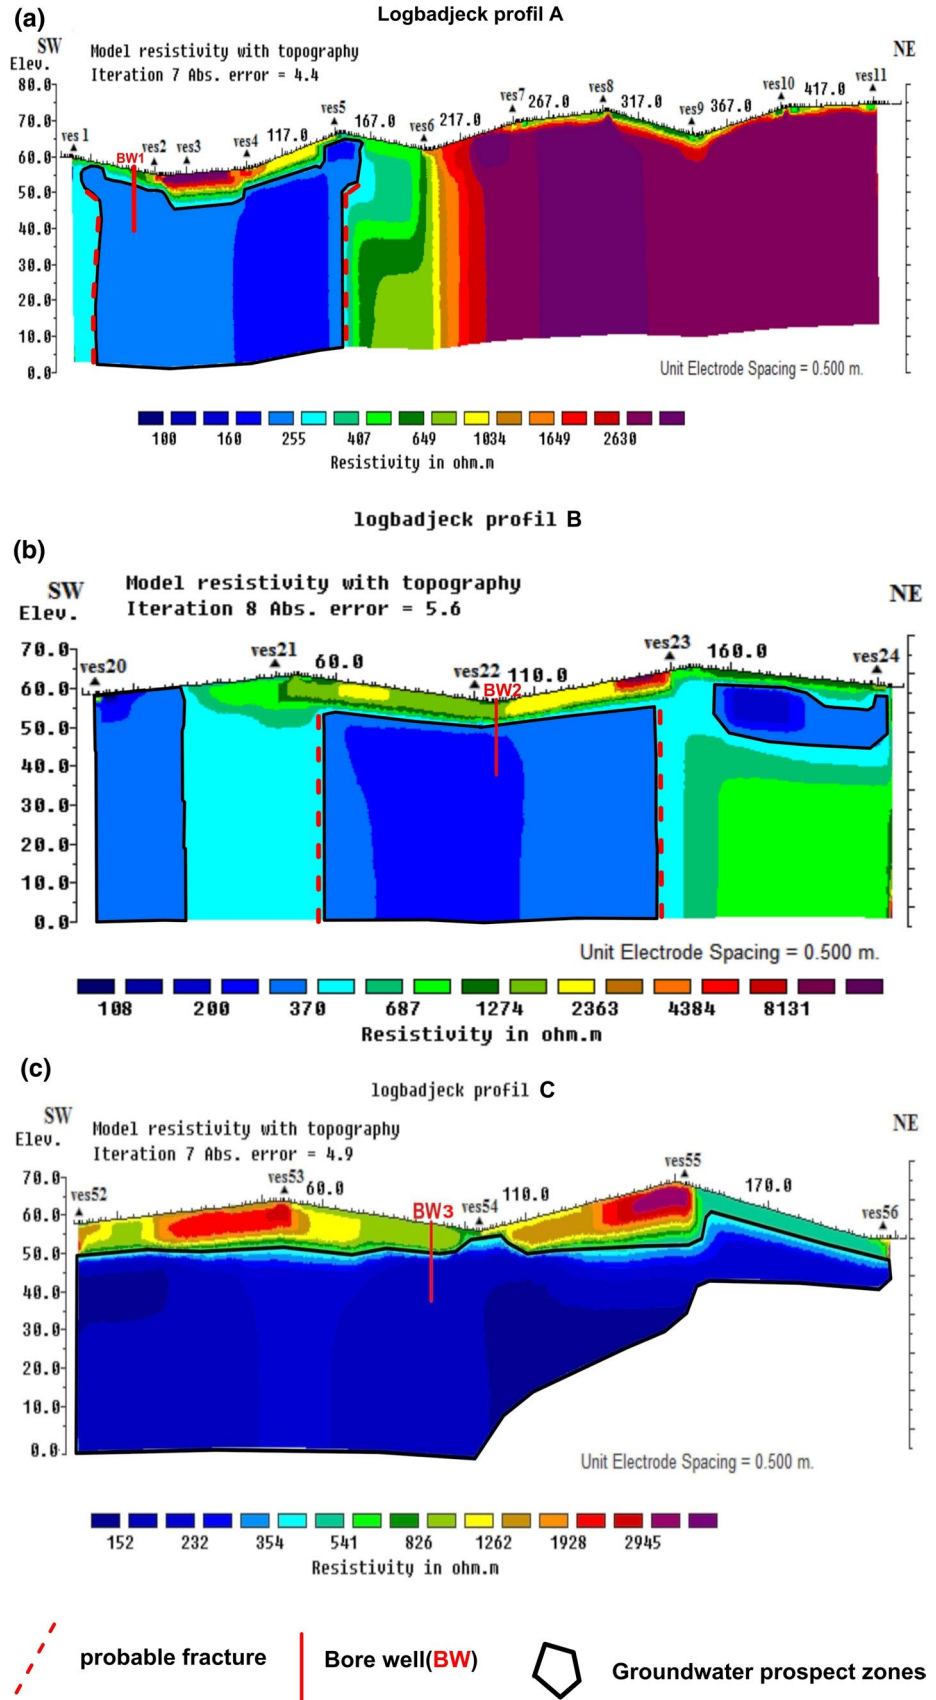 (a)
Logbadjeck profil A
SW
NE
Elev.
Model resistivity with topography
Iteration 7 Abs. error = 4.4
80.0
70.0
60.0
50.0
40.0
30.0
20.0
10.0
0.0
ves 1
BW1
ves2
ves3
ves4
117.0
ves5
167.0
ves6
217.0
ves7
267.0
ves8
317.0
ves9
367.0
ves10
417.0
ves11
Unit Electrode Spacing = 0.500 m.
100 160 255 407 649 1034 1649 2630
Resistivity in ohm.m
logbadjeck profil B
(b)
SW
NE
Elev.
Model resistivity with topography
Iteration 8 Abs. error = 5.6
70.0
60.0
50.0
40.0
30.0
20.0
10.0
0.0
ves20
ves21
60.0
ves22
BW2
110.0
ves23
160.0
ves24
Unit Electrode Spacing = 0.500 m.
108 200 370 687 1274 2363 4384 8131
Resistivity in ohm.m
(c)
logbadjeck profil C
SW
NE
Elev.
Model resistivity with topography
Iteration 7 Abs. error = 4.9
70.0
60.0
50.0
40.0
30.0
20.0
10.0
0.0
ves52
ves53
60.0
BW3
ves54
110.0
ves55
170.0
ves56
Unit Electrode Spacing = 0.500 m.
152 232 354 541 826 1262 1928 2945
Resistivity in ohm.m
probable fracture
Bore well(BW)
Groundwater prospect zones